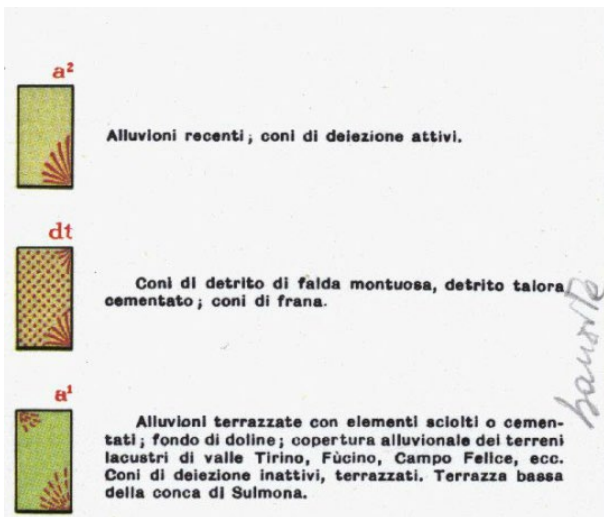 a²
Alluvioni recenti; coni di deiezione attivi.
dt
Coni di detrito di falda montuosa, detrito talora
cementato; coni di frana.
a¹
Alluvioni terrazzate con elementi sciolti o cemen-
tati; fondo di doline; copertura alluvionale dei terreni
lacustri di valle Tirino, Fùcino, Campo Felice, ecc.
Coni di deiezione inattivi, terrazzati. Terrazza bassa
della conca di Sulmona.